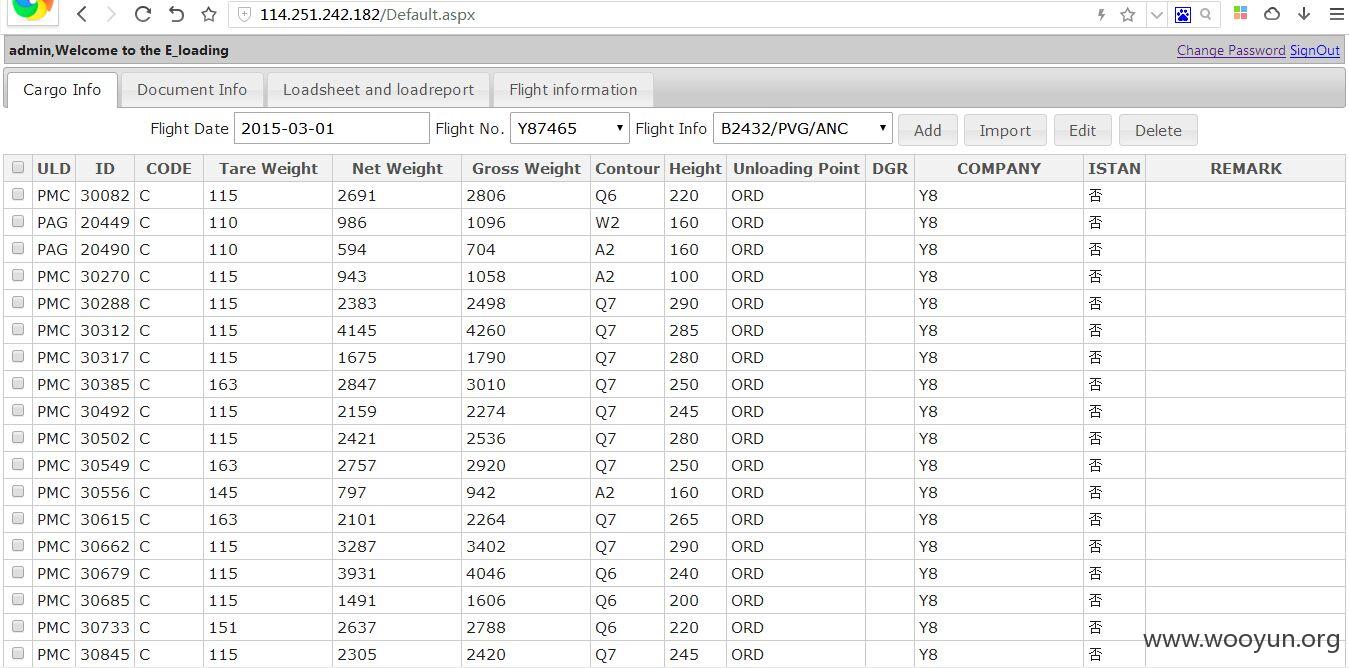 114.251.242.182/Default.aspx
admin,Welcome to the E_loading Change Password SignOut
Cargo Info Document Info Loadsheet and loadreport Flight information
Flight Date 2015-03-01 Flight No. Y87465 Flight Info B2432/PVG/ANC Add Import Edit Delete
ULD ID CODE Tare Weight Net Weight Gross Weight Contour Height Unloading Point DGR COMPANY ISTAN REMARK
PMC 30082 C 115 2691 2806 Q6 220 ORD Y8 否
PAG 20449 C 110 986 1096 W2 160 ORD Y8 否
PAG 20490 C 110 594 704 A2 160 ORD Y8 否
PMC 30270 C 115 943 1058 A2 100 ORD Y8 否
PMC 30288 C 115 2383 2498 Q7 290 ORD Y8 否
PMC 30312 C 115 4145 4260 Q7 285 ORD Y8 否
PMC 30317 C 115 1675 1790 Q7 280 ORD Y8 否
PMC 30385 C 163 2847 3010 Q7 250 ORD Y8 否
PMC 30492 C 115 2159 2274 Q7 245 ORD Y8 否
PMC 30502 C 115 2421 2536 Q7 280 ORD Y8 否
PMC 30549 C 163 2757 2920 Q7 250 ORD Y8 否
PMC 30556 C 145 797 942 A2 160 ORD Y8 否
PMC 30615 C 163 2101 2264 Q7 265 ORD Y8 否
PMC 30662 C 115 3287 3402 Q7 290 ORD Y8 否
PMC 30679 C 115 3931 4046 Q6 240 ORD Y8 否
PMC 30685 C 115 1491 1606 Q6 200 ORD Y8 否
PMC 30733 C 151 2637 2788 Q6 220 ORD Y8 否
PMC 30845 C 115 2305 2420 Q7 245 ORD Y8 否
www.wooyun.org